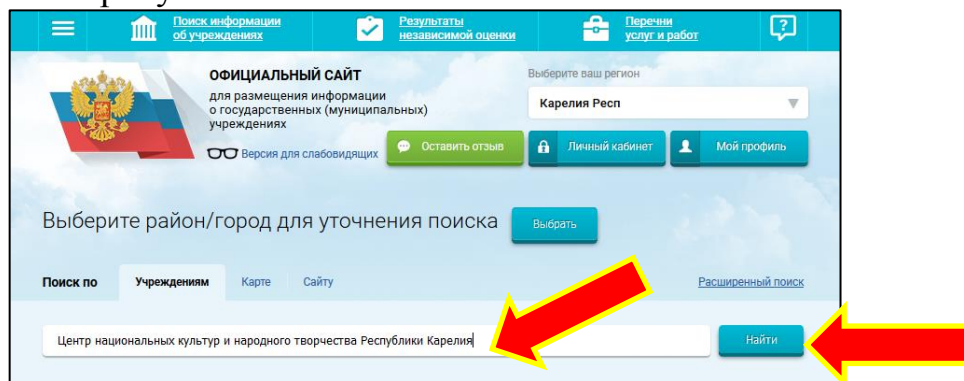 Поиск информации
об учреждениях
Результаты
независимой оценки
Перечни
услуг и работ
?
ОФИЦИАЛЬНЫЙ САЙТ
для размещения информации
о государственных (муниципальных)
учреждениях
Версия для слабовидящих
Выберите ваш регион
Карелия Респ
Оставить отзыв
Личный кабинет
Мой профиль
Выберите район/город для уточнения поиска
Выбрать
Поиск по
Учреждениям
Карте
Сайту
Расширенный поиск
Центр национальных культур и народного творчества Республики Карелия
Найти